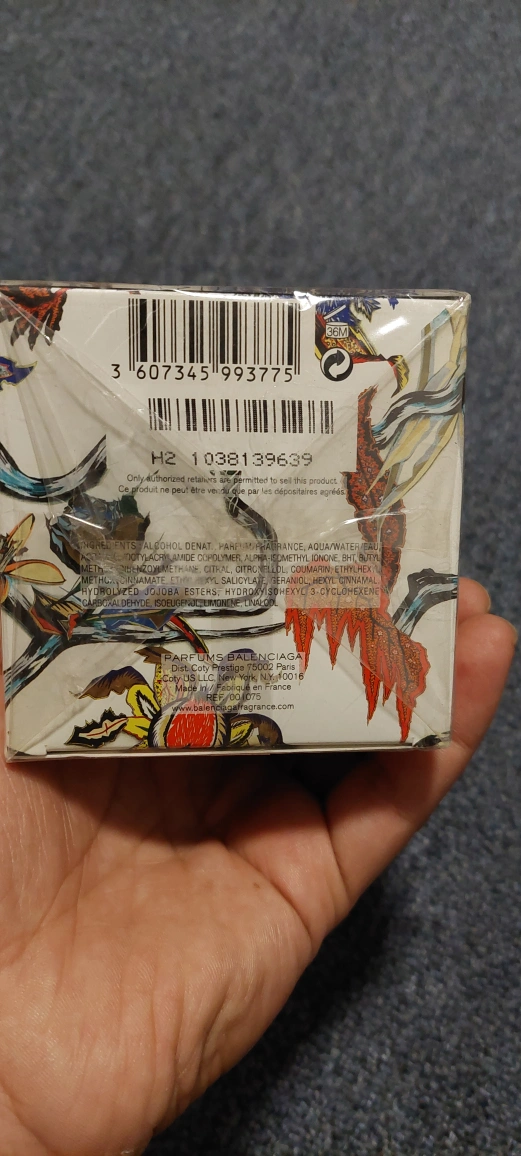 36M
3 607345 993775
H2 1038139639
Only authorized retailers are permitted to sell this product.
Ce produit ne peut être vendu que par les dépositaires agréés.
INGREDIENTS: ALCOHOL DENAT., PARFUM/FRAGRANCE, AQUA/WATER/EAU,
OCTYLACRYLAMIDE COPOLYMER, ALPHA-ISOMETHYL IONONE, BHT, BUTYL
CITRAL, CITRONELLOL, COUMARIN, ETHYLHEXYL
SALICYLATE, GERANIOL, HEXYL CINNAMAL,
HYDROLYZED JOJOBA ESTERS, HYDROXYISOHEXYL 3-CYCLOHEXENE
CARBOXALDEHYDE, ISOEUGENOL, LIMONENE, LINALOOL
PARFUMS BALENCIAGA
Dist. Coty Prestige 75002 Paris
Coty US LLC, New York, N.Y. 10016
Made in / Fabriqué en France
REF. 001075
www.balenciagafragrance.com